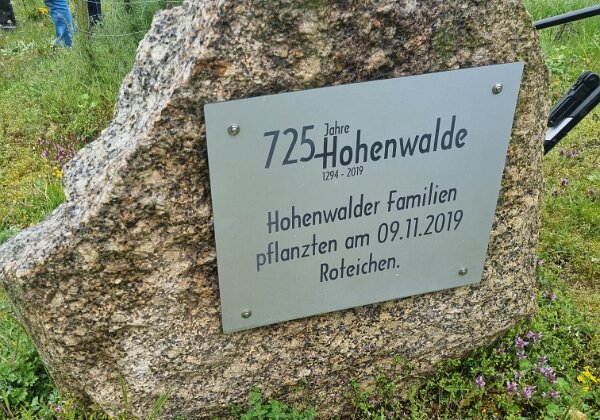 725 Jahre Hohenwalde
1294 - 2019
Hohenwalder Familien
pflanzten am 09.11.2019
Roteichen.